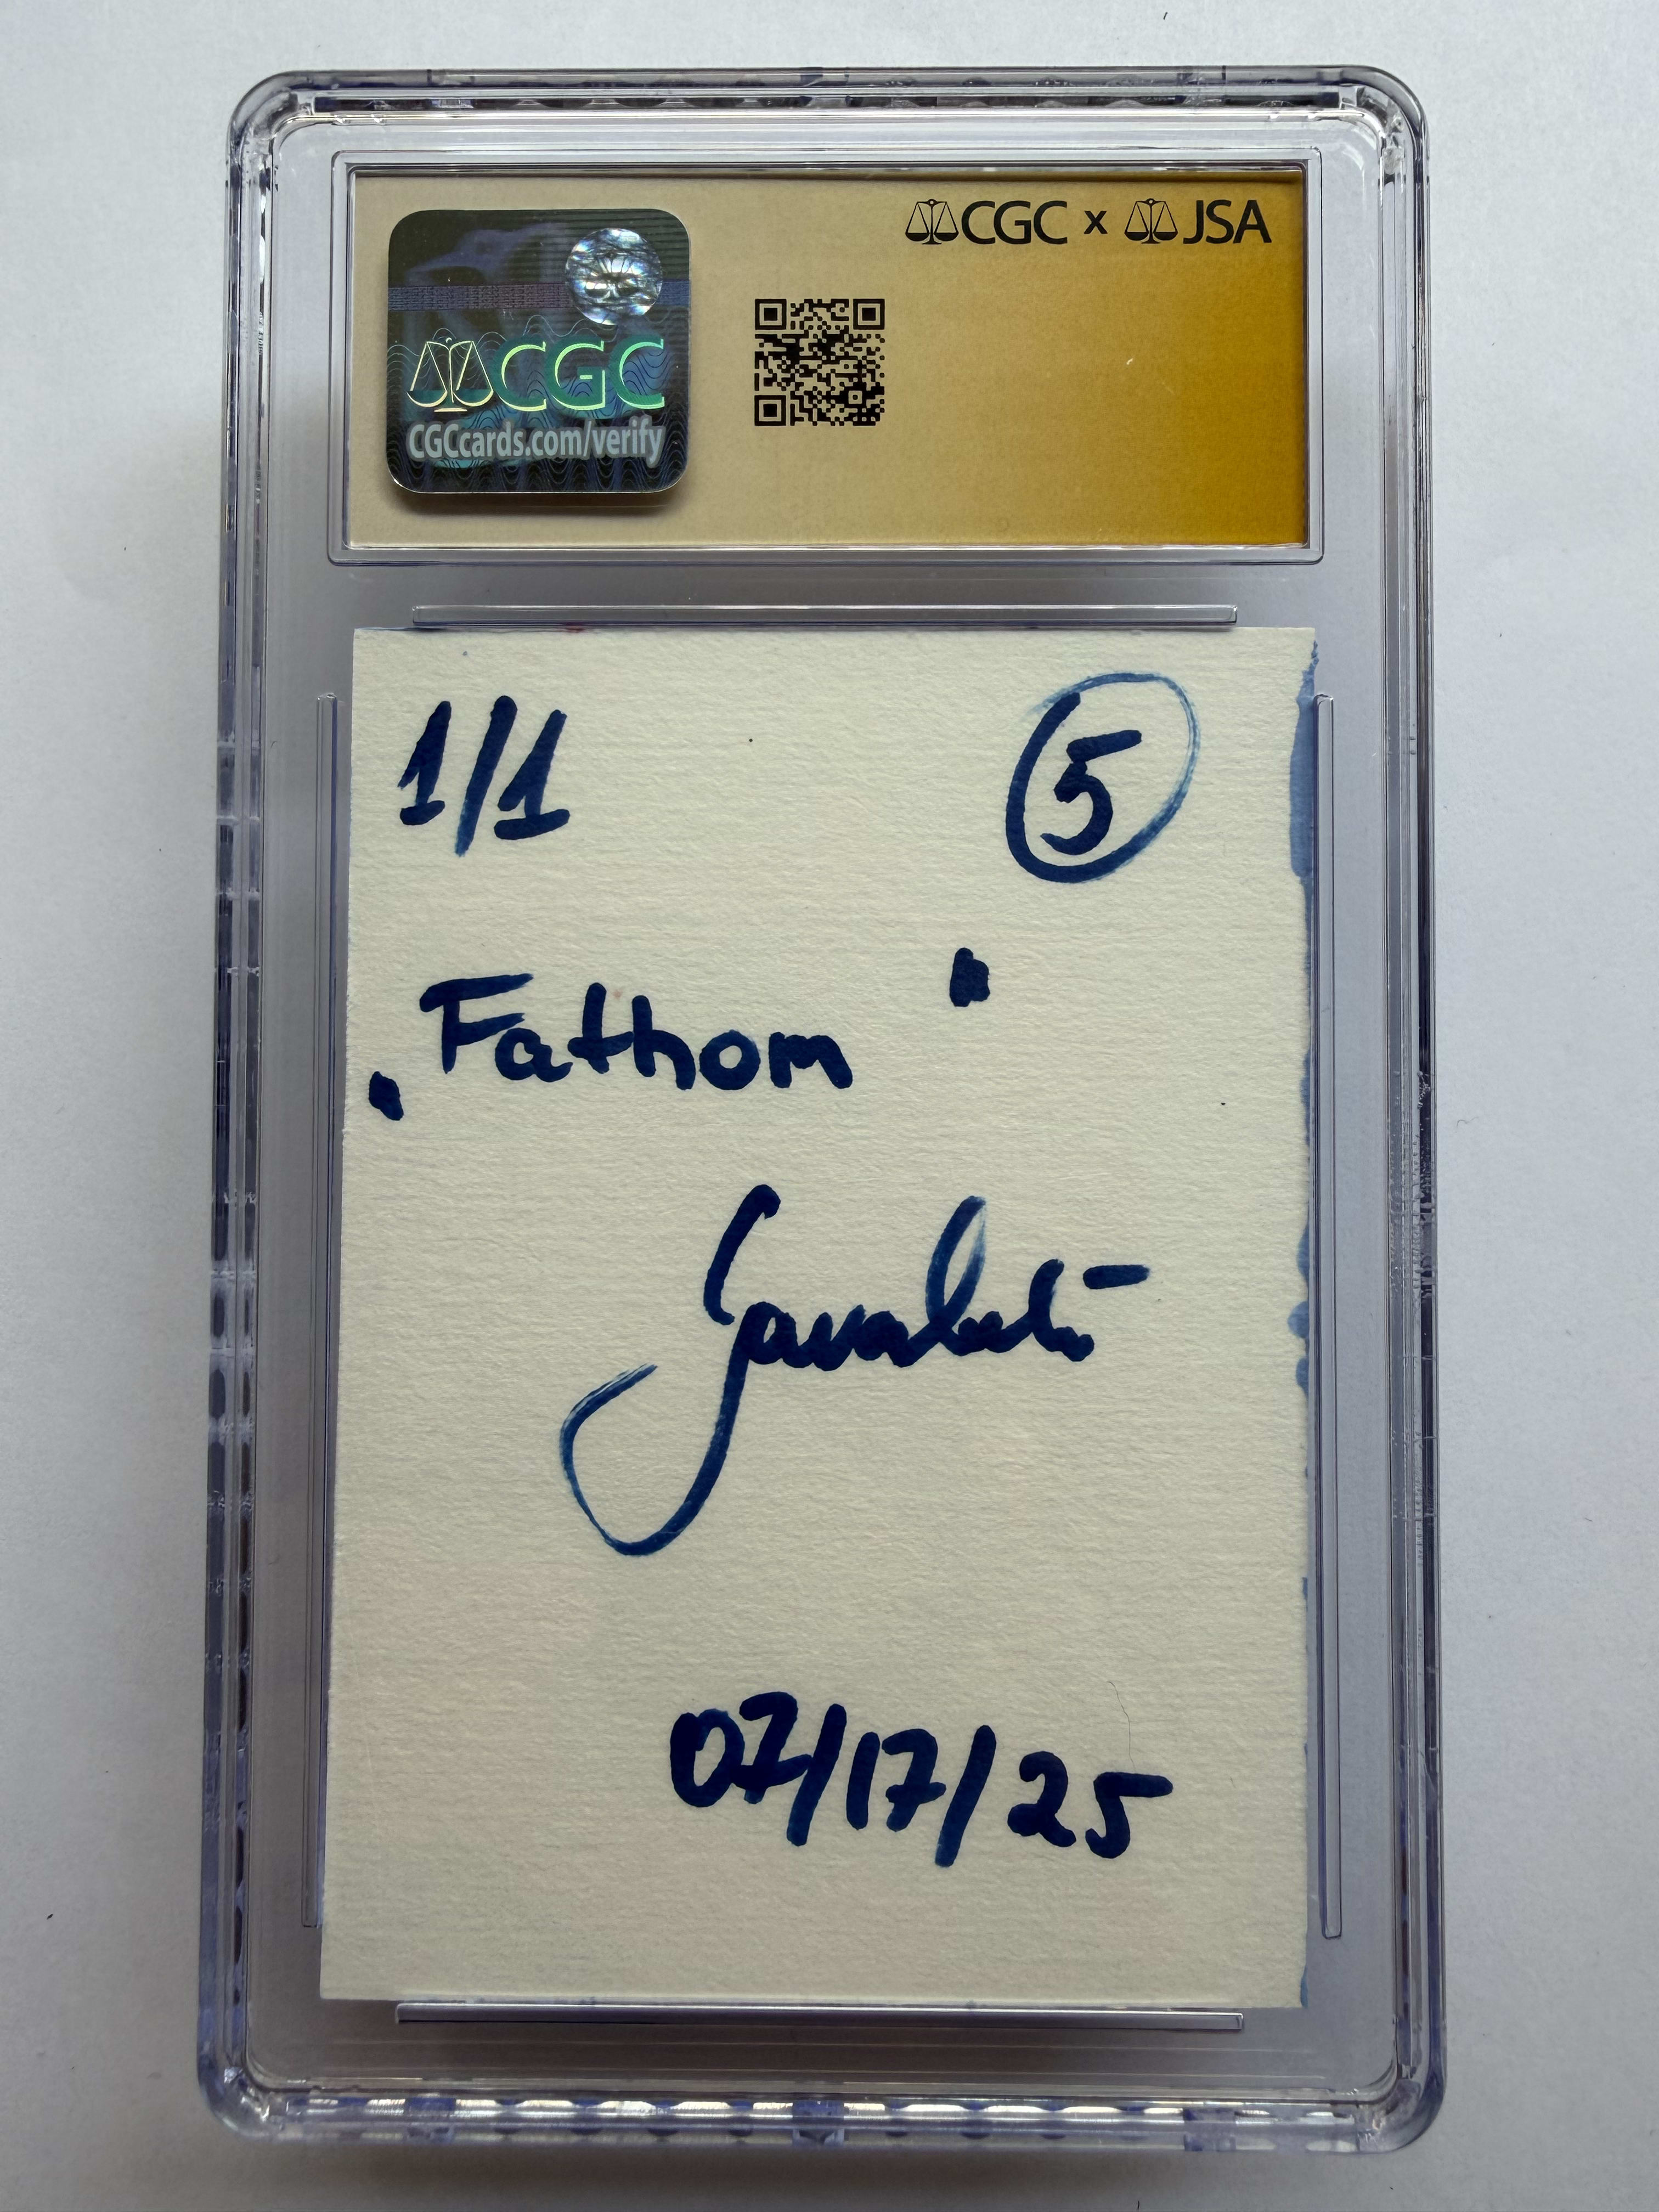 CGC x JSA
CGC
CGCcards.com/verify
1/1
5
Fathom
07/17/25